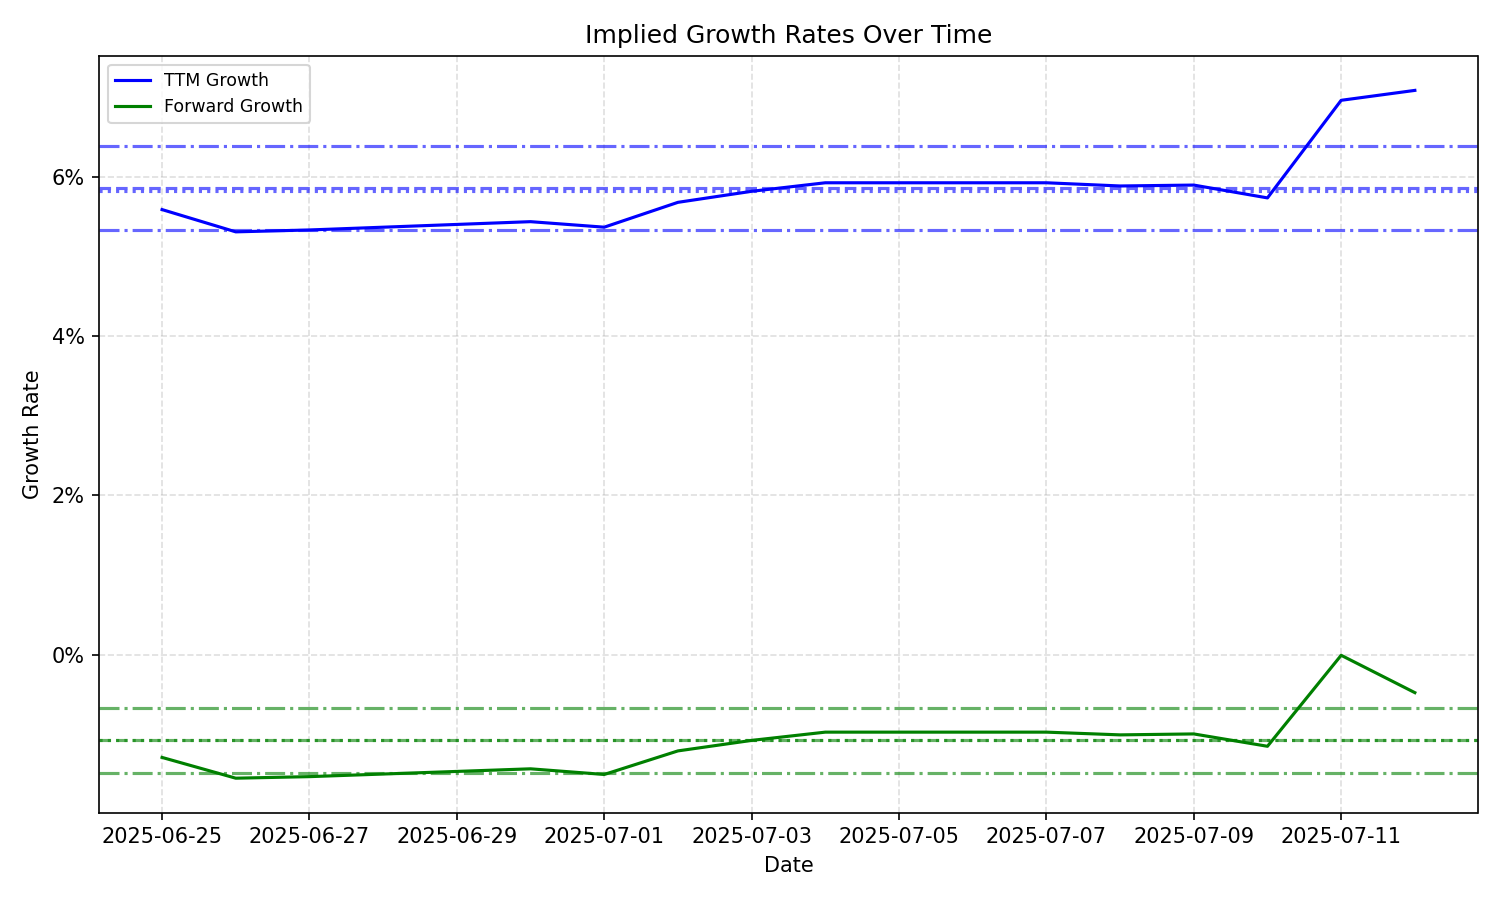 Implied Growth Rates Over Time
TTM Growth
Forward Growth
6%
4%
2%
0%
Growth Rate
2025-06-25
2025-06-27
2025-06-29
2025-07-01
2025-07-03
2025-07-05
2025-07-07
2025-07-09
2025-07-11
Date